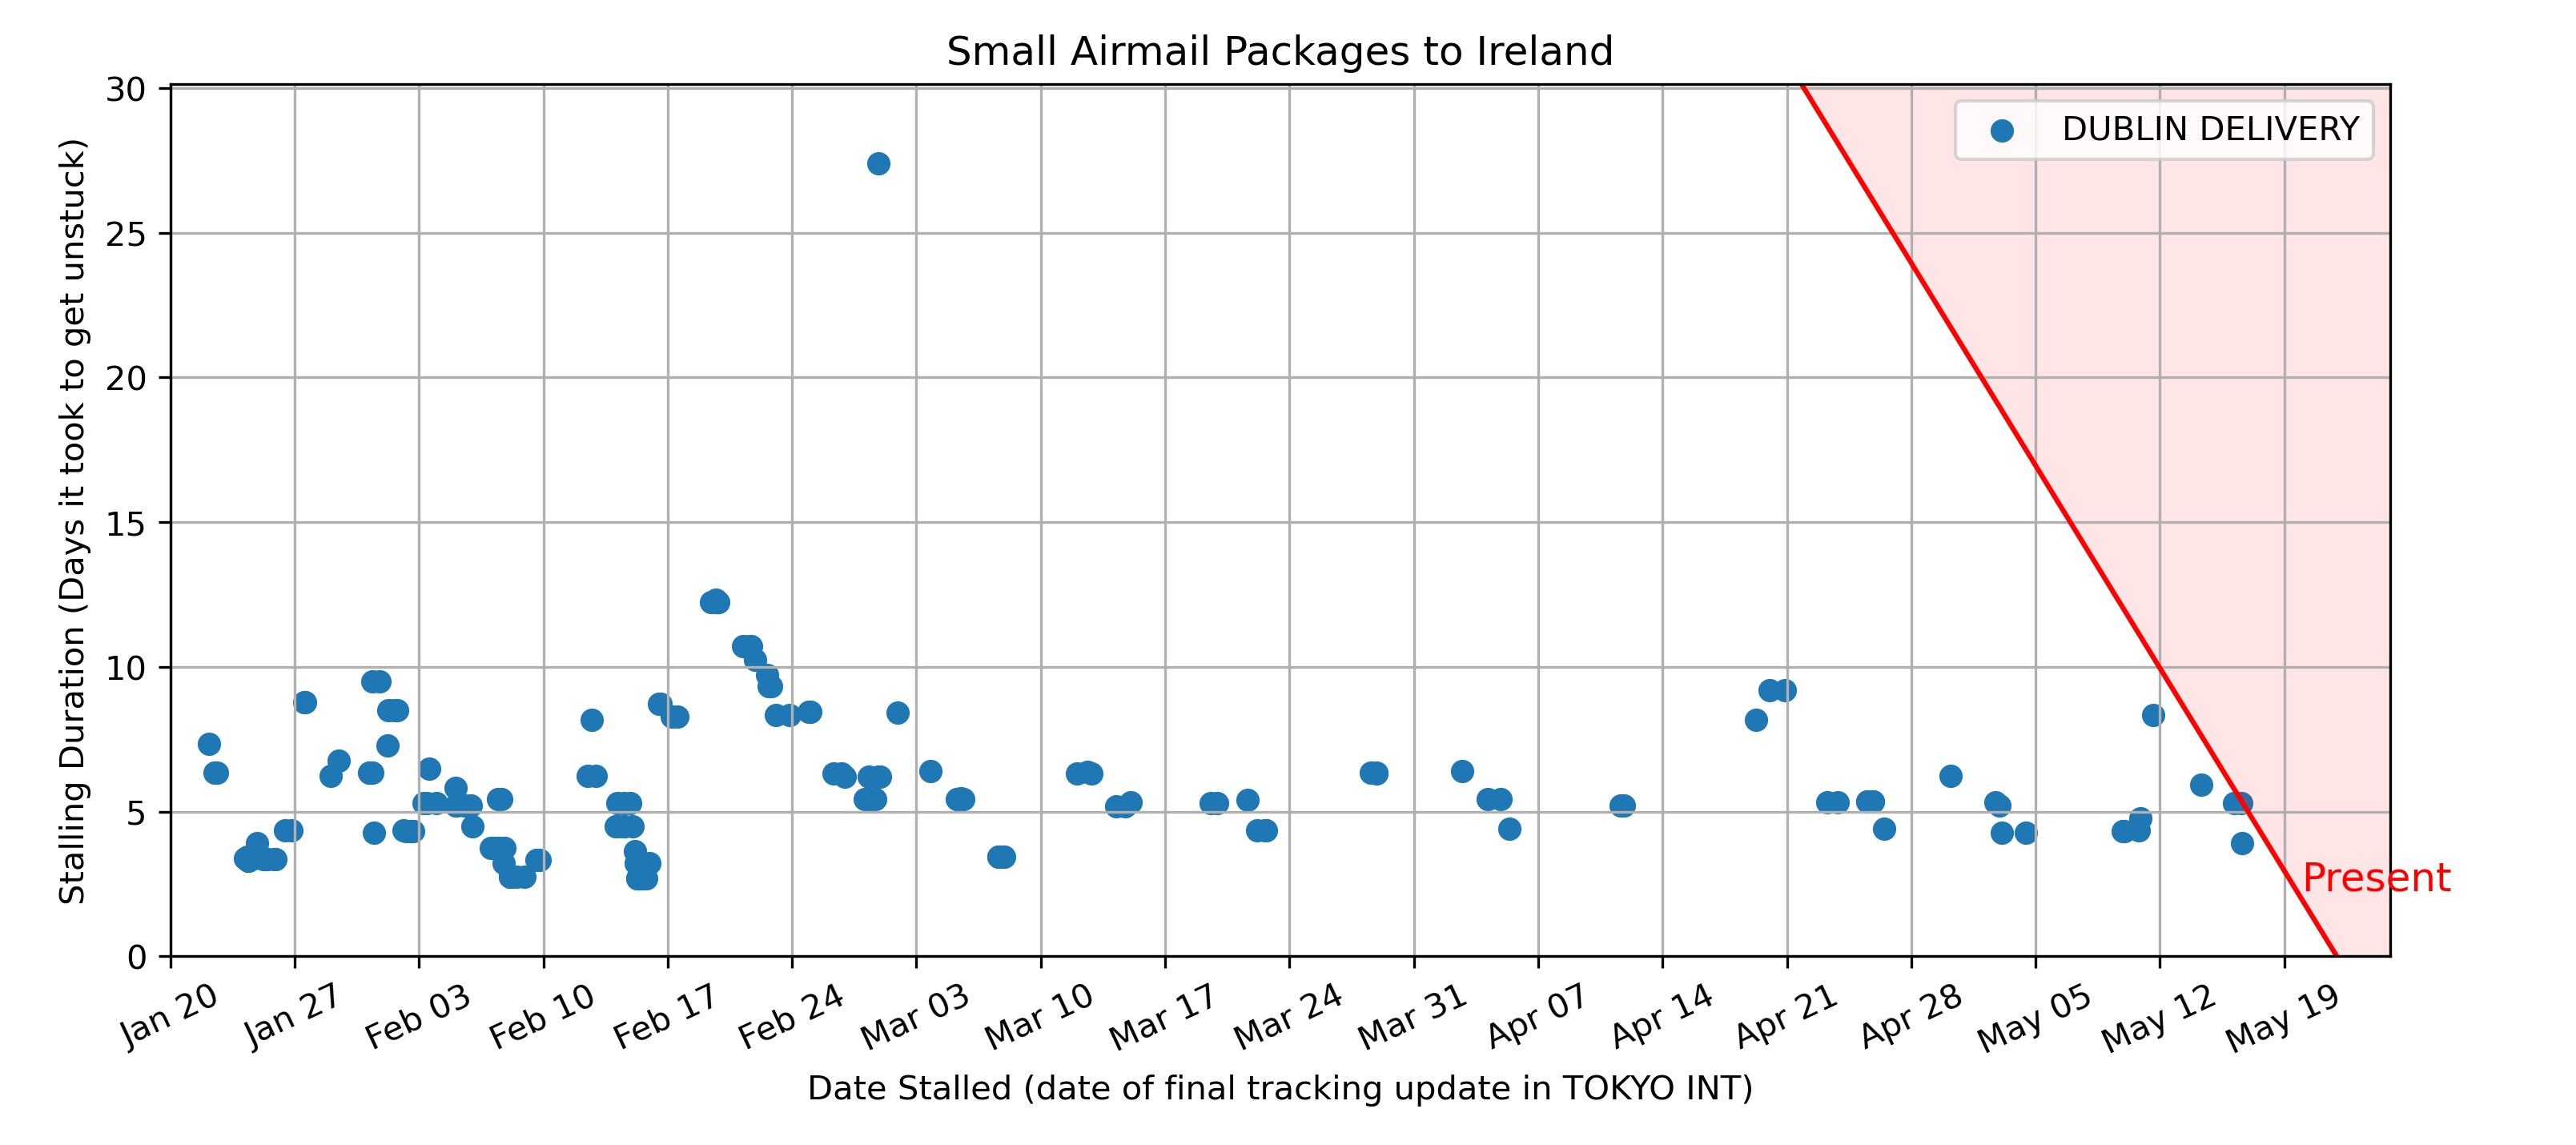 Small Airmail Packages to Ireland
DUBLIN DELIVERY
Stalling Duration (Days it took to get unstuck)
30
25
20
15
10
5
0
Present
Jan 20
Jan 27
Feb 03
Feb 10
Feb 17
Feb 24
Mar 03
Mar 10
Mar 17
Mar 24
Mar 31
Apr 07
Apr 14
Apr 21
Apr 28
May 05
May 12
May 19
Date Stalled (date of final tracking update in TOKYO INT)